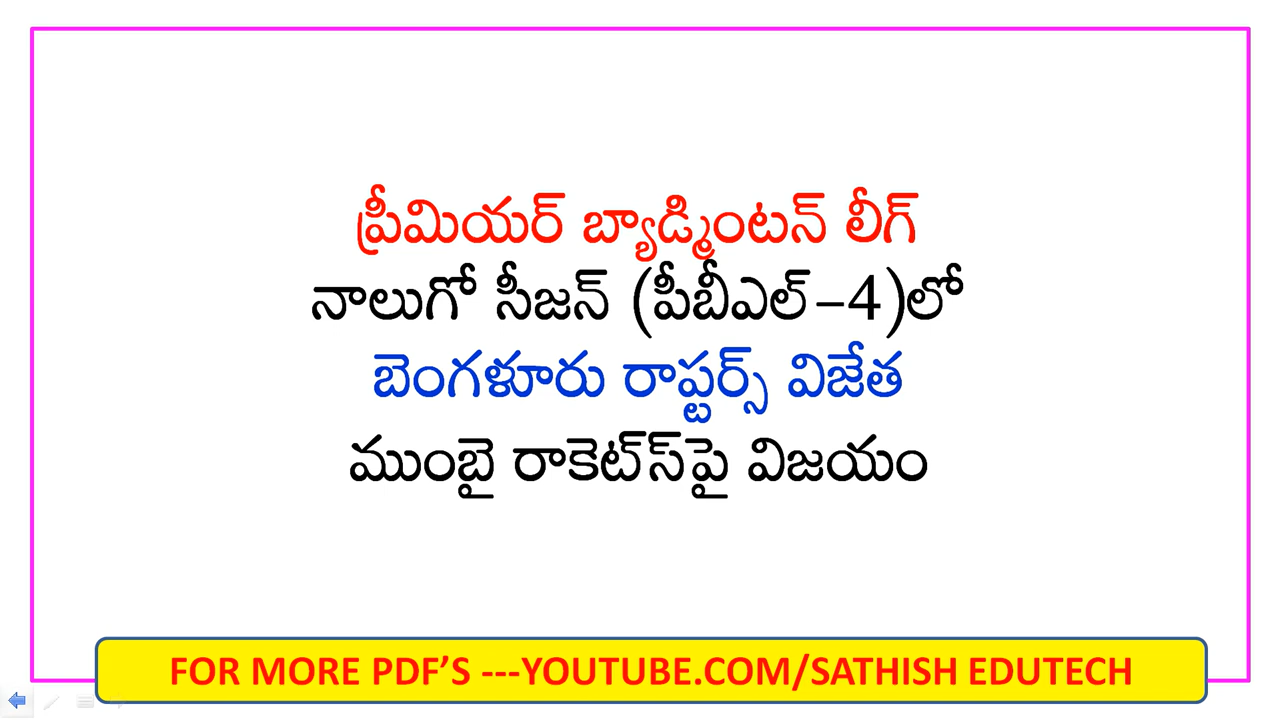 ప్రీమియర్ బ్యాడ్మింటన్ లీగ్
నాలుగో సీజన్ (పీబీఎల్-4)లో
బెంగళూరు రాప్టర్స్ విజేత
ముంబై రాకెట్స్‌పై విజయం
FOR MORE PDF'S ---YOUTUBE.COM/SATHISH EDUTECH